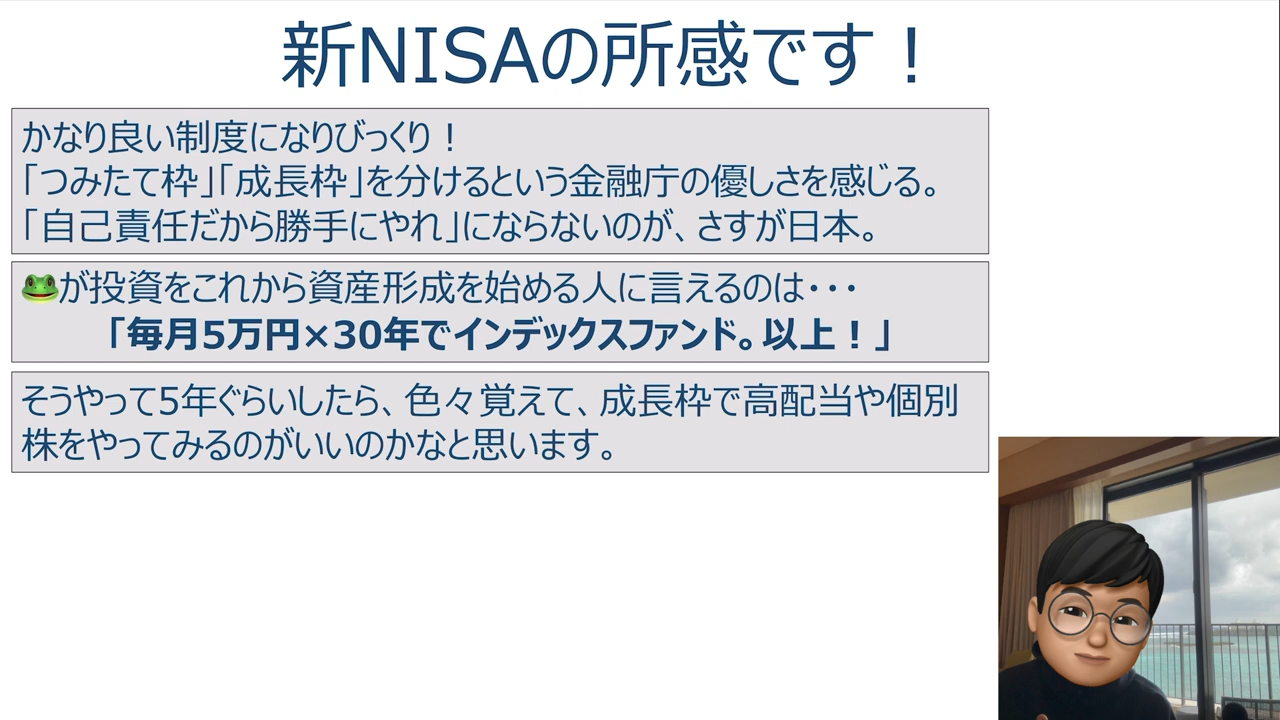 新NISAの所感です！
かなり良い制度になりびっくり！
「つみたて枠」「成長枠」を分けるという金融庁の優しさを感じる。
「自己責任だから勝手にやれ」にならないのが、さすが日本。
🐸が投資をこれから資産形成を始める人に言えるのは・・・
「毎月5万円×30年でインデックスファンド。以上！」
そうやって5年ぐらいしたら、色々覚えて、成長枠で高配当や個別
株をやってみるのがいいのかなと思います。